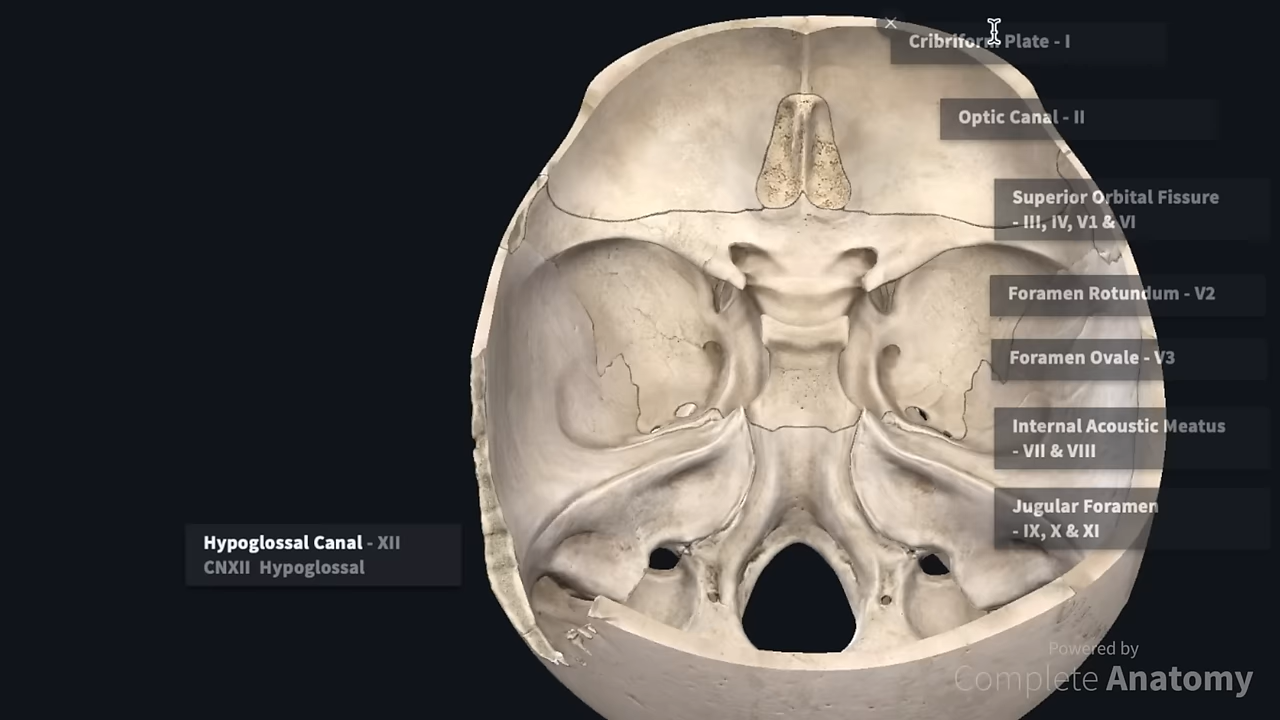 Cribriform Plate - I
Optic Canal - II
Superior Orbital Fissure
- III, IV, V1 & VI
Foramen Rotundum - V2
Foramen Ovale - V3
Internal Acoustic Meatus
- VII & VIII
Jugular Foramen
- IX, X & XI
Hypoglossal Canal - XII
CNXII Hypoglossal
Powered by
Complete Anatomy